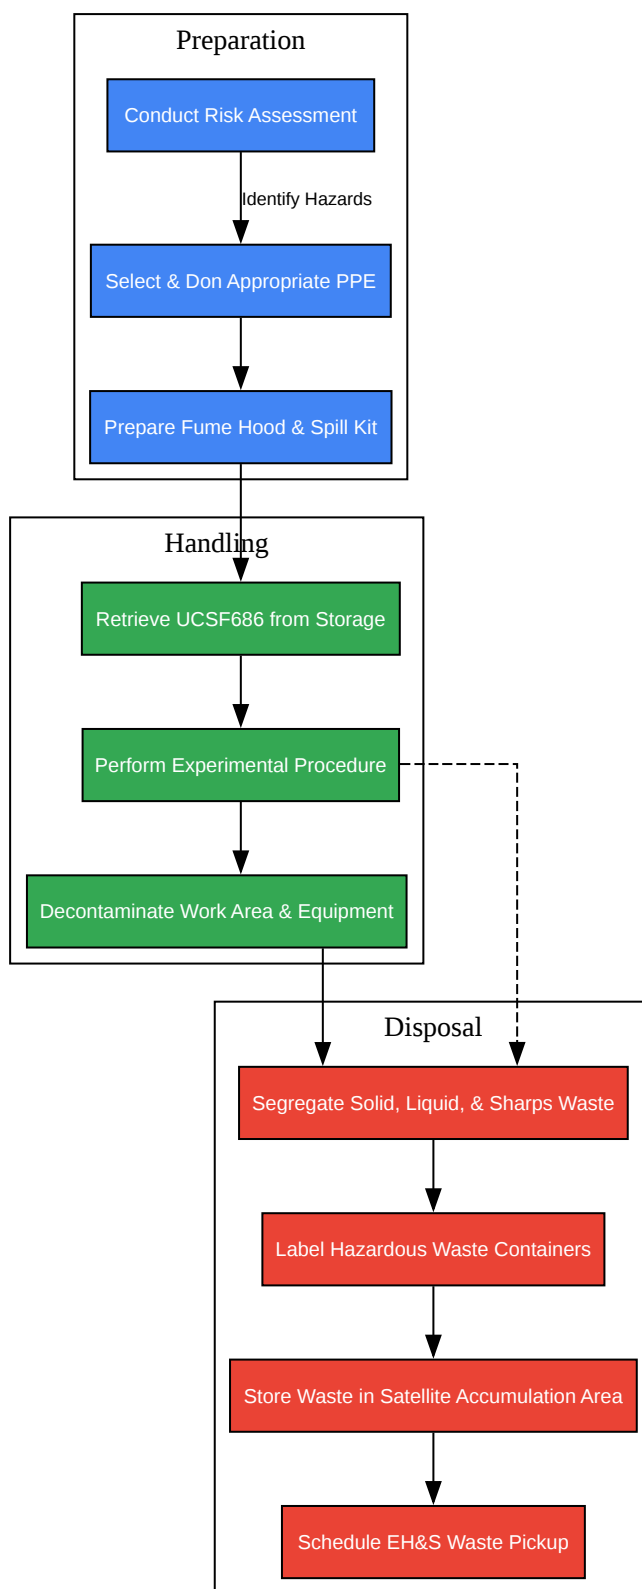 Preparation
Conduct Risk Assessment
Identify Hazards
Select & Don Appropriate PPE
Prepare Fume Hood & Spill Kit
Handling
Retrieve UCSF686 from Storage
Perform Experimental Procedure
Decontaminate Work Area & Equipment
Disposal
Segregate Solid, Liquid, & Sharps Waste
Label Hazardous Waste Containers
Store Waste in Satellite Accumulation Area
Schedule EH&S Waste Pickup